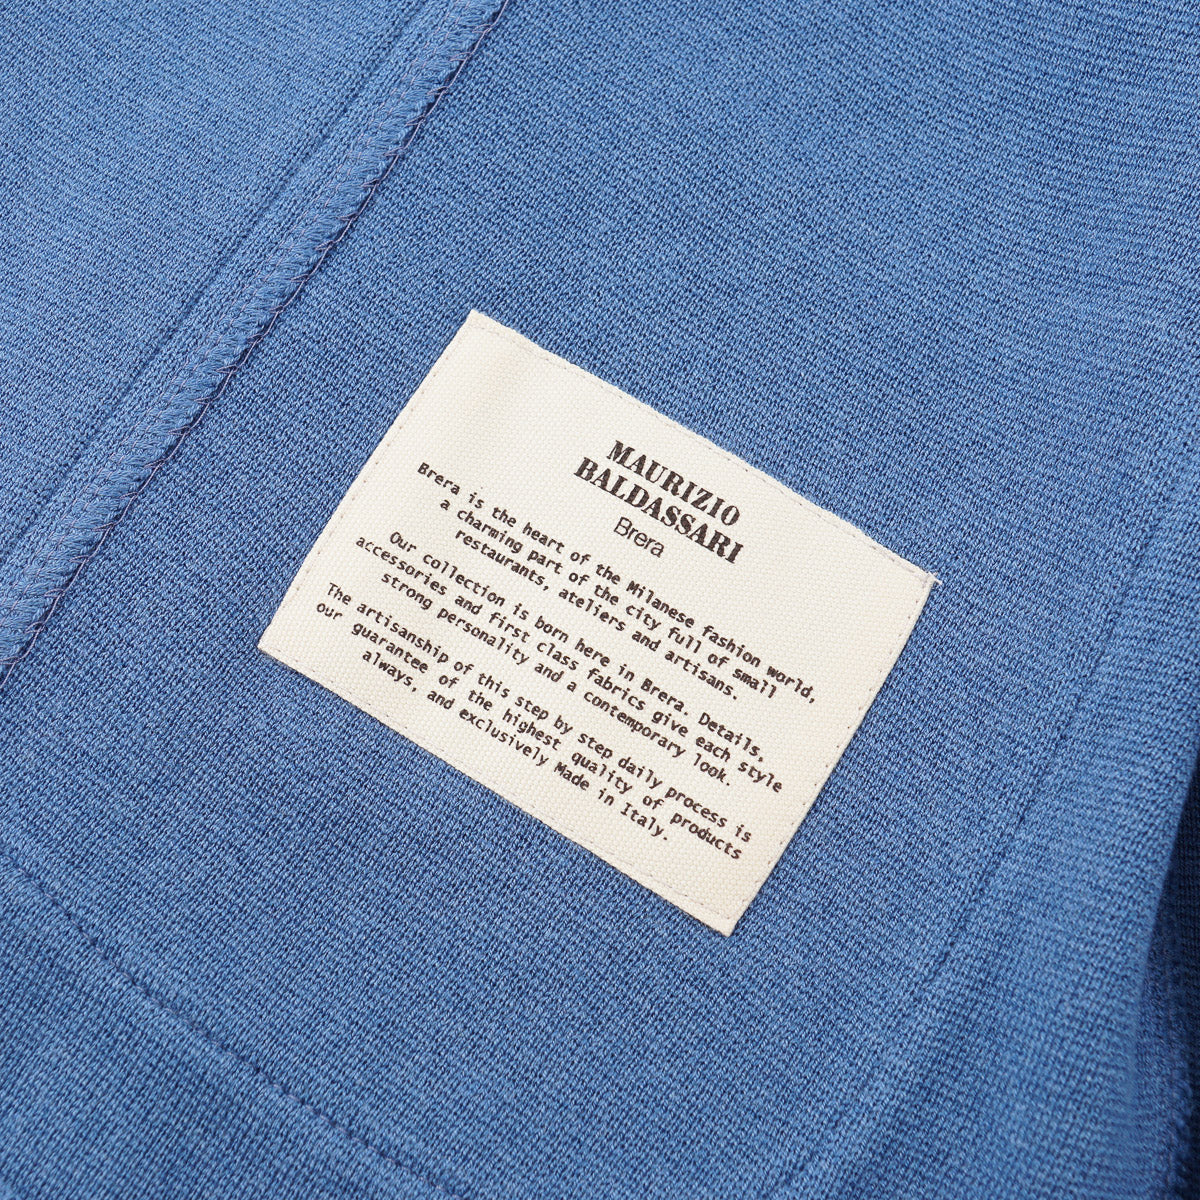 MAURIZIO
BALDASSARI
Brera
Brera is the heart of the Milanese fashion world,
a charming part of the city full of small
restaurants, ateliers and artisans.
Our collection is born here in Brera. Details,
accessories and first class fabrics give each style
strong personality and a contemporary look.
The artisanship of this step by step daily process is
our guarantee of the highest quality of products
always, and exclusively Made in Italy.